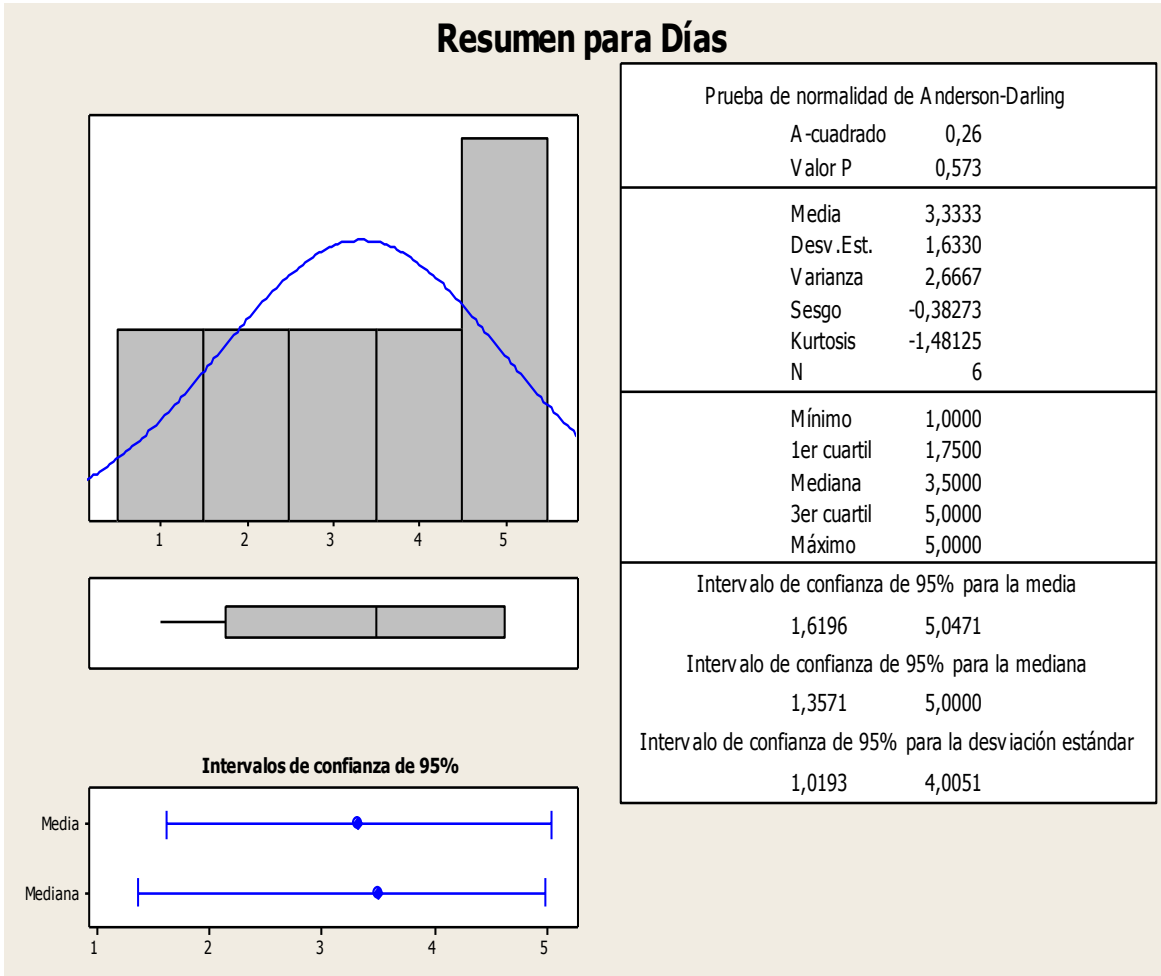 Resumen para Días
Prueba de normalidad de Anderson-Darling
A-cuadrado 0,26
Valor P 0,573
Media 3,3333
Desv.Est. 1,6330
Varianza 2,6667
Sesgo -0,38273
Kurtosis -1,48125
N 6
Mínimo 1,0000
1er cuartil 1,7500
Mediana 3,5000
3er cuartil 5,0000
Máximo 5,0000
Intervalo de confianza de 95% para la media
1,6196 5,0471
Intervalo de confianza de 95% para la mediana
1,3571 5,0000
Intervalo de confianza de 95% para la desviación estándar
1,0193 4,0051
1 2 3 4 5
Intervalos de confianza de 95%
Media
Mediana
1 2 3 4 5